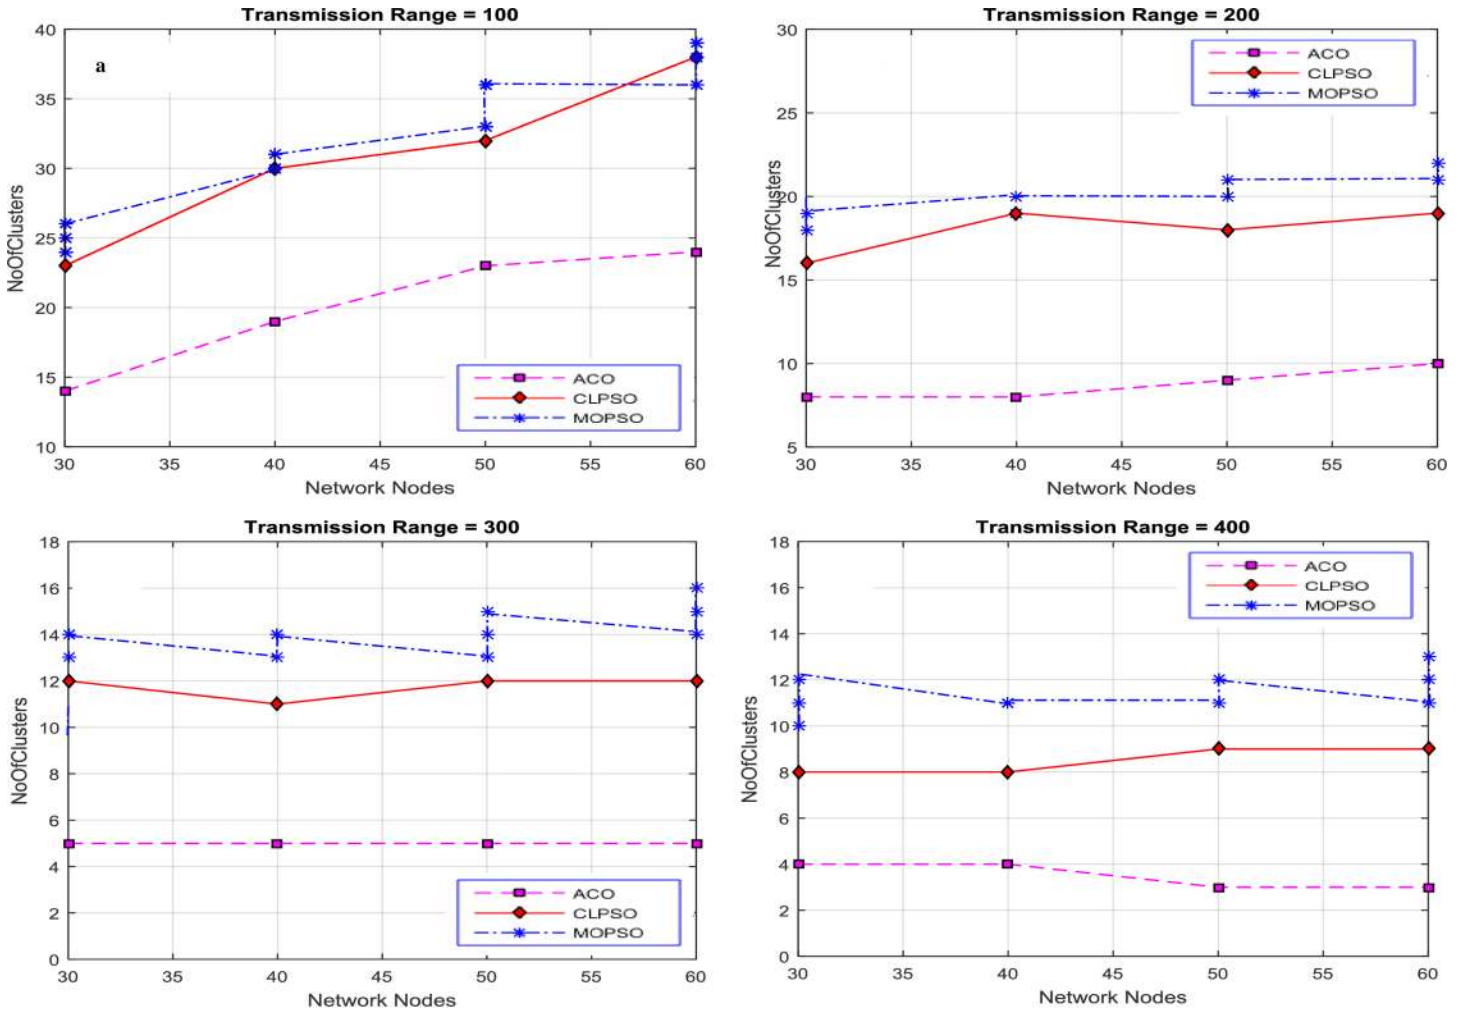 Transmission Range = 100
40
35
30
25
20
15
10
NoOfClusters
a
ACO
CLPSO
MOPSO
30 35 40 45 50 55 60
Network Nodes
Transmission Range = 200
30
25
20
15
10
5
NoOfClusters
ACO
CLPSO
MOPSO
30 35 40 45 50 55 60
Network Nodes
Transmission Range = 300
18
16
14
12
10
8
6
4
2
0
NoOfClusters
ACO
CLPSO
MOPSO
30 35 40 45 50 55 60
Network Nodes
Transmission Range = 400
18
16
14
12
10
8
6
4
2
0
NoOfClusters
ACO
CLPSO
MOPSO
30 35 40 45 50 55 60
Network Nodes